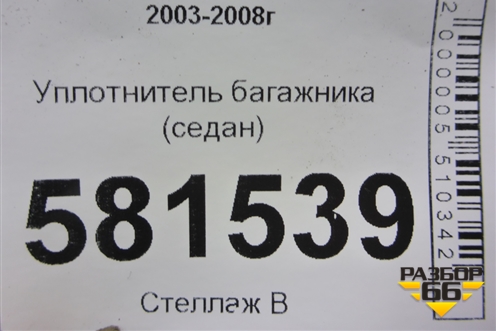 2003-2008г
Уплотнитель багажника
(седан)
581539
Стеллаж В
2000005510342
РАЗБОР
66